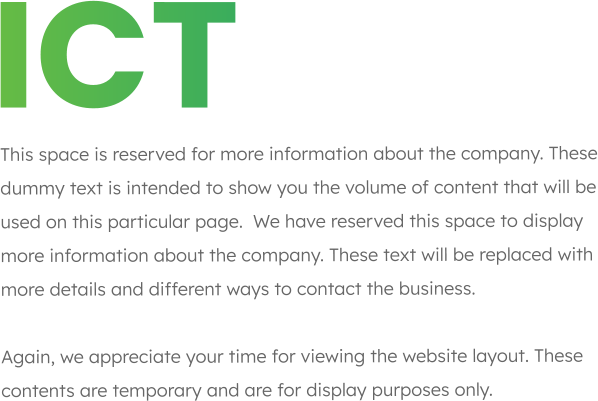 ICT
This space is reserved for more information about the company. These
dummy text is intended to show you the volume of content that will be
used on this particular page.  We have reserved this space to display
more information about the company. These text will be replaced with
more details and different ways to contact the business.
Again, we appreciate your time for viewing the website layout. These
contents are temporary and are for display purposes only.